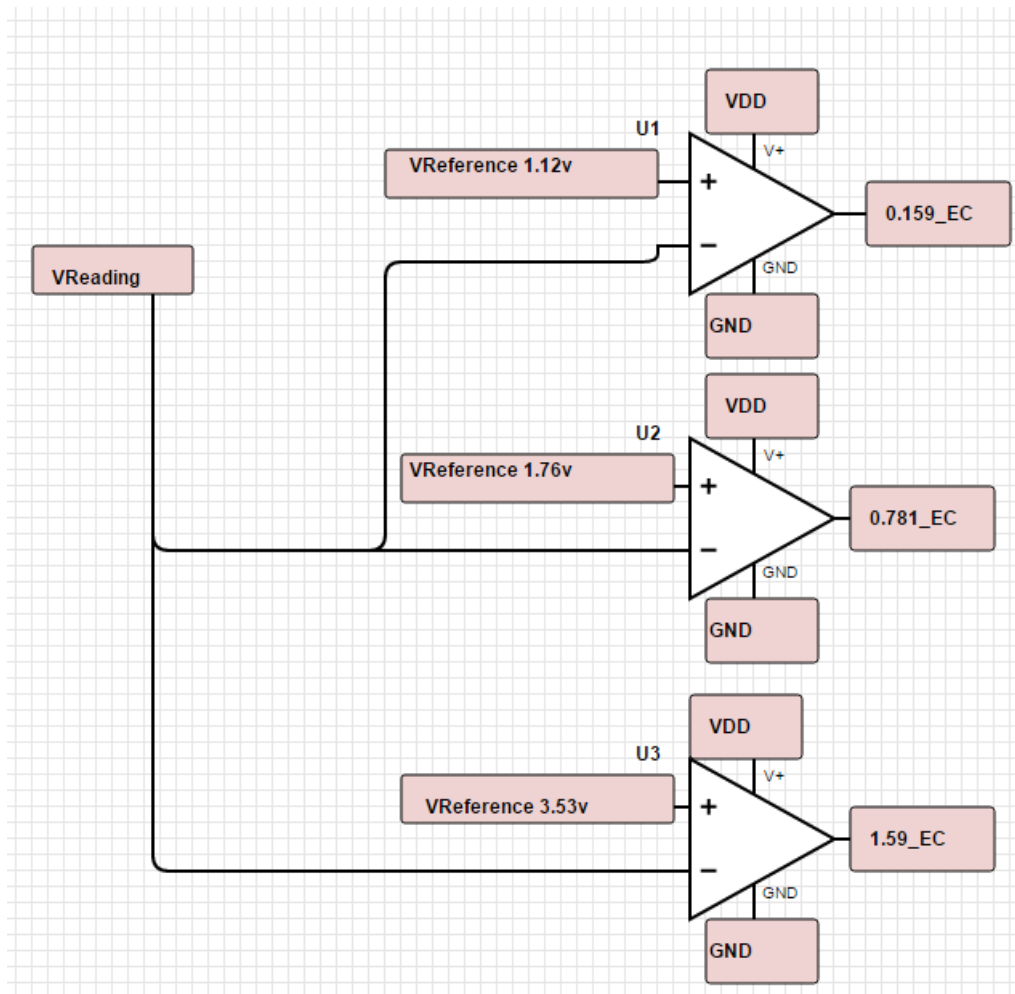 VDD
U1
V+
VReference 1.12v
+
0.159_EC
−
VReading
GND
GND
VDD
U2
V+
VReference 1.76v
+
0.781_EC
−
GND
GND
VDD
U3
V+
VReference 3.53v
+
1.59_EC
−
GND
GND